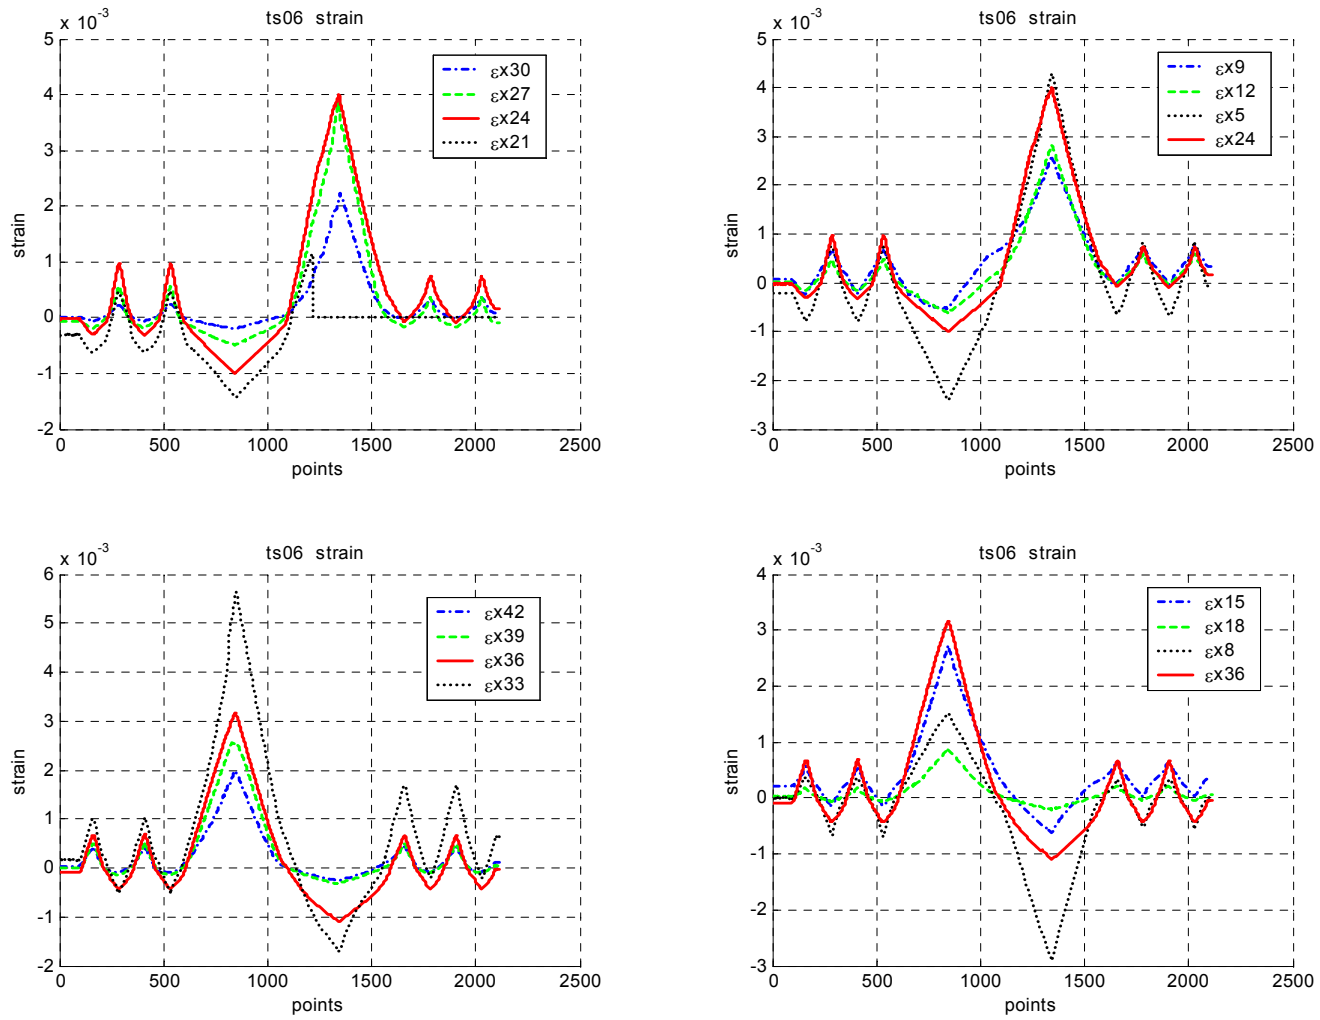 x 10-3
ts06 strain
5
4
3
2
1
0
-1
-2
strain
0
500
1000
1500
2000
2500
points
εx30
εx27
εx24
εx21
x 10-3
ts06 strain
5
4
3
2
1
0
-1
-2
-3
strain
0
500
1000
1500
2000
2500
points
εx9
εx12
εx5
εx24
x 10-3
ts06 strain
6
5
4
3
2
1
0
-1
-2
strain
0
500
1000
1500
2000
2500
points
εx42
εx39
εx36
εx33
x 10-3
ts06 strain
4
3
2
1
0
-1
-2
-3
strain
0
500
1000
1500
2000
2500
points
εx15
εx18
εx8
εx36